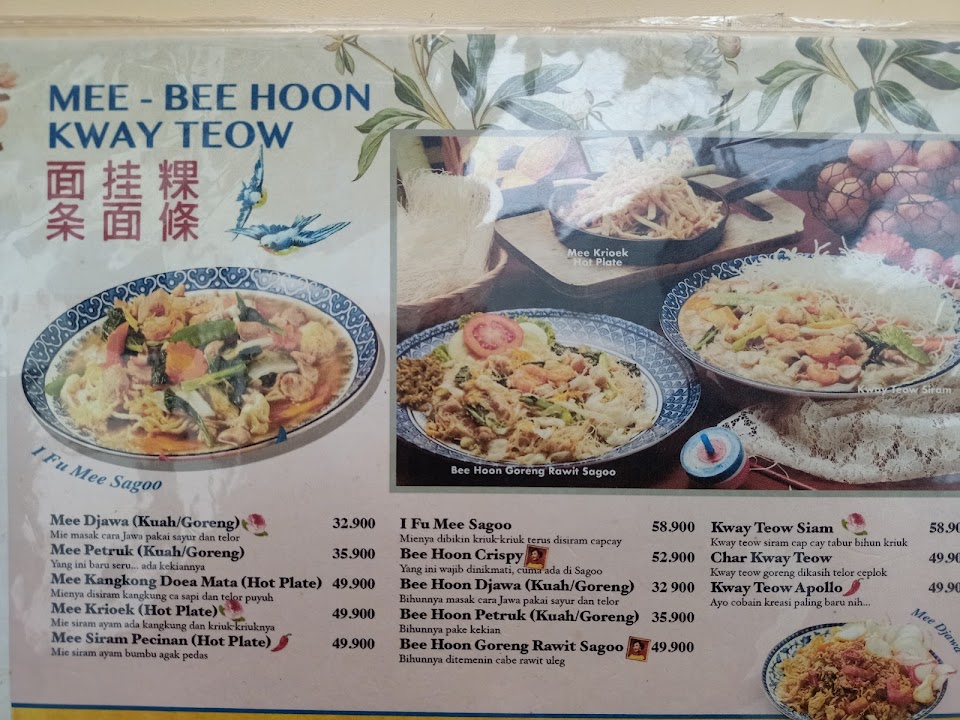 MEE - BEE HOON
KWAY TEOW
面 挂 粿
条 面 條
Mee Krioek
Hot Plate
Kway Teow Siram
Bee Hoon Goreng Rawit Sagoo
I Fu Mee Sagoo
Mee Djawa (Kuah/Goreng) 32.900
Mie masak cara Jawa pakai sayur dan telor
Mee Petruk (Kuah/Goreng) 35.900
Yang ini baru seru... ada kekiannya
Mee Kangkong Doea Mata (Hot Plate) 49.900
Mienya disiram kangkung ca sapi dan telor puyuh
Mee Krioek (Hot Plate) 49.900
Mie siram ayam ada kangkung dan kriuk-kriuknya
Mee Siram Pecinan (Hot Plate) 49.900
Mie siram ayam bumbu agak pedas
I Fu Mee Sagoo 58.900
Mienya dibikin kriuk-kriuk terus disiram capcay
Bee Hoon Crispy 52.900
Yang ini wajib dinikmati, cuma ada di Sagoo
Bee Hoon Djawa (Kuah/Goreng) 32 900
Bihunnya masak cara Jawa pakai sayur dan telor
Bee Hoon Petruk (Kuah/Goreng) 35.900
Bihunnya pake kekian
Bee Hoon Goreng Rawit Sagoo 49.900
Bihunnya ditemenin cabe rawit uleg
Kway Teow Siam 58.90
Kway teow siram cap cay tabur bihun kriuk
Char Kway Teow 49.90
Kway teow goreng dikasih telor ceplok
Kway Teow Apollo 49.90
Ayo cobain kreasi paling baru nih...
Mee Djawa